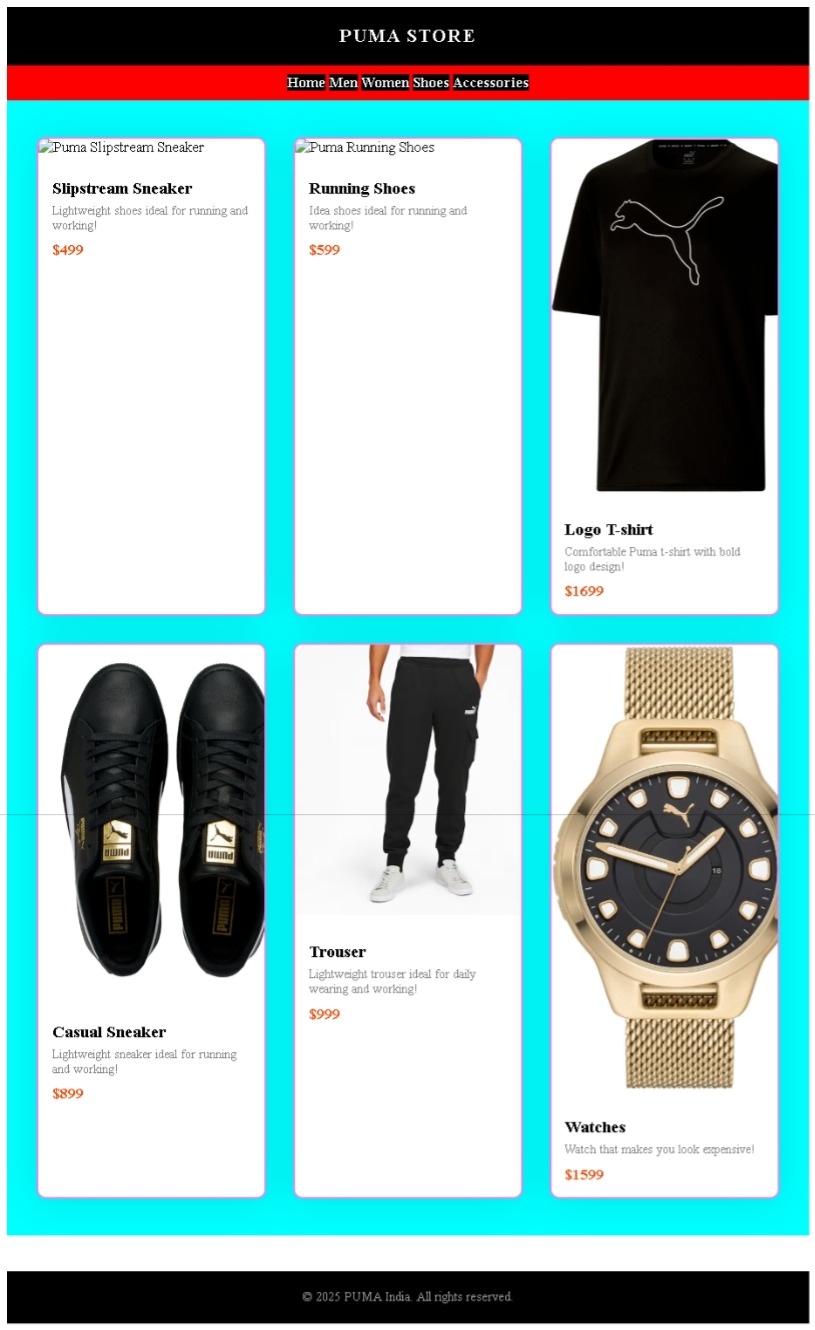 PUMA STORE
Home Men Women Shoes Accessories
Puma Slipstream Sneaker
Slipstream Sneaker
Lightweight shoes ideal for running and
working!
$499
Puma Running Shoes
Running Shoes
Idea shoes ideal for running and
working!
$599
Logo T-shirt
Comfortable Puma t-shirt with bold
logo design!
$1699
PUMA
PUMA
PUMA
PUMA
Casual Sneaker
Lightweight sneaker ideal for running
and working!
$899
Trouser
Lightweight trouser ideal for daily
wearing and working!
$999
18
Watches
Watch that makes you look expensive!
$1599
© 2025 PUMA India. All rights reserved.